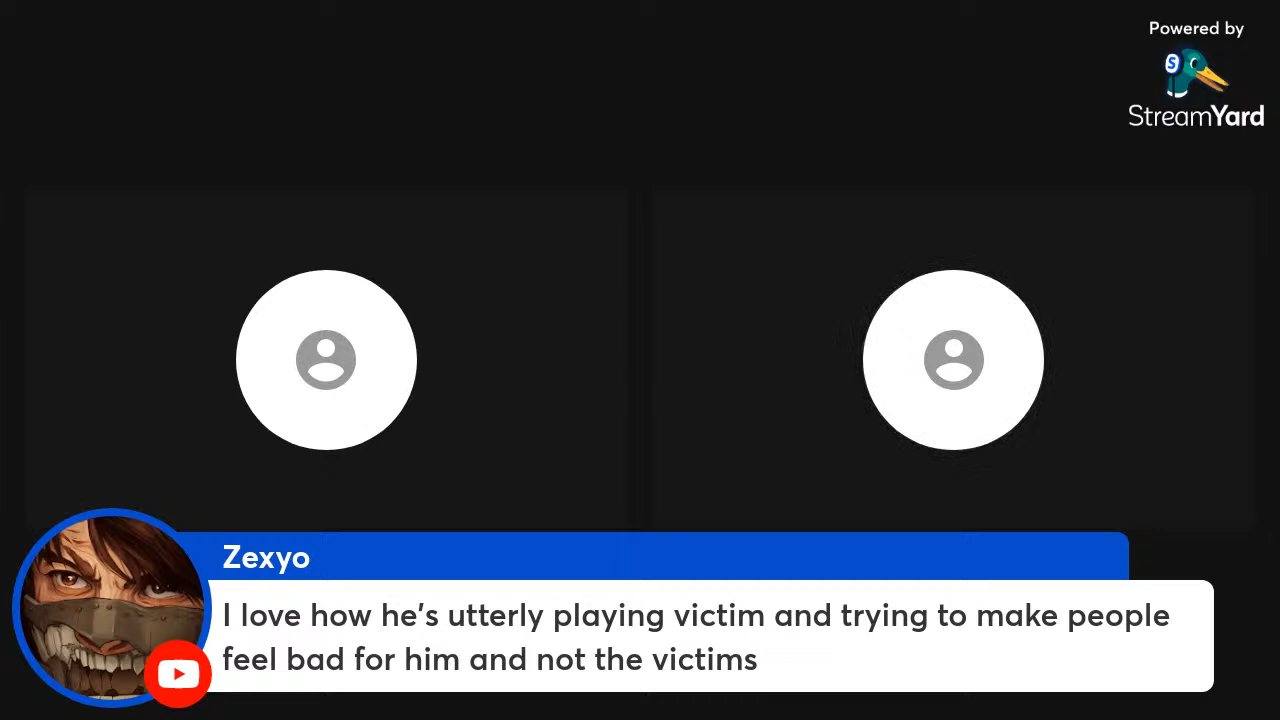 Powered by
S
StreamYard
Zexyo
I love how he's utterly playing victim and trying to make people
feel bad for him and not the victims